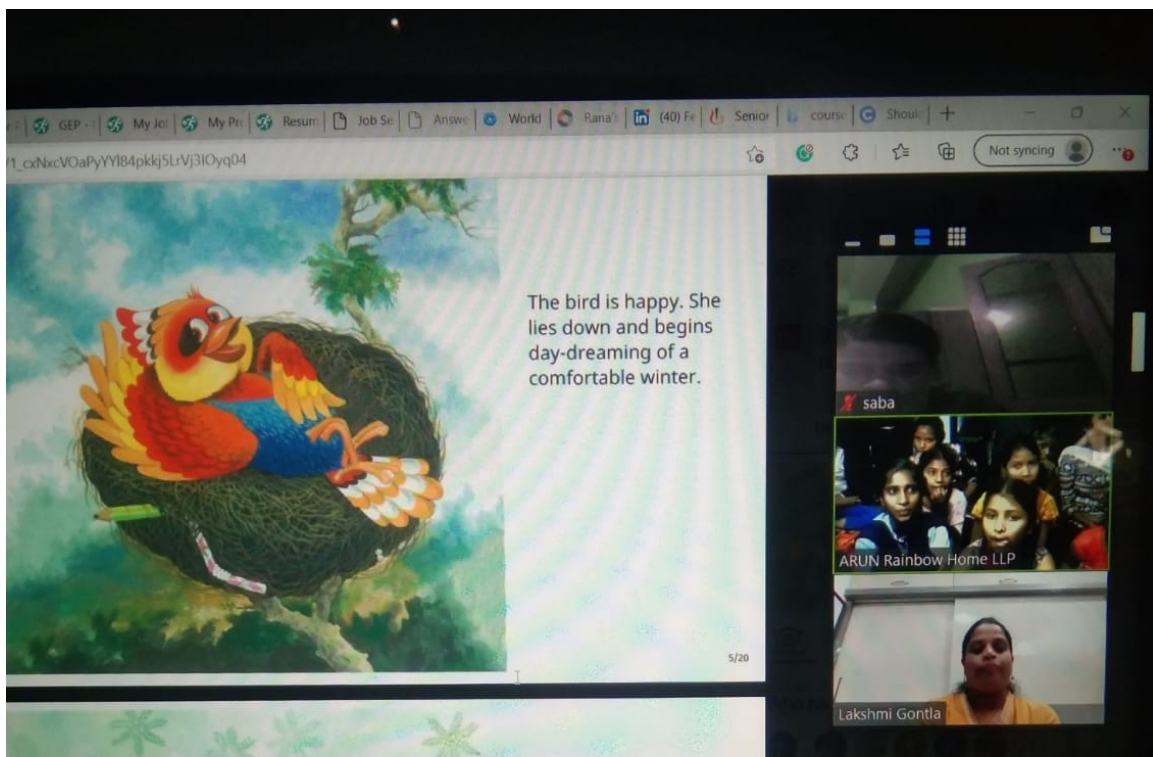 GEP -
My Jo
My Pr
Resum
Job Se
Answe
World
Rana's
(40) Fe
Senior
course
Shoul
Not syncing
The bird is happy. She
lies down and begins
day-dreaming of a
comfortable winter.
5/20
saba
ARUN Rainbow Home LLP
Lakshmi Gontla